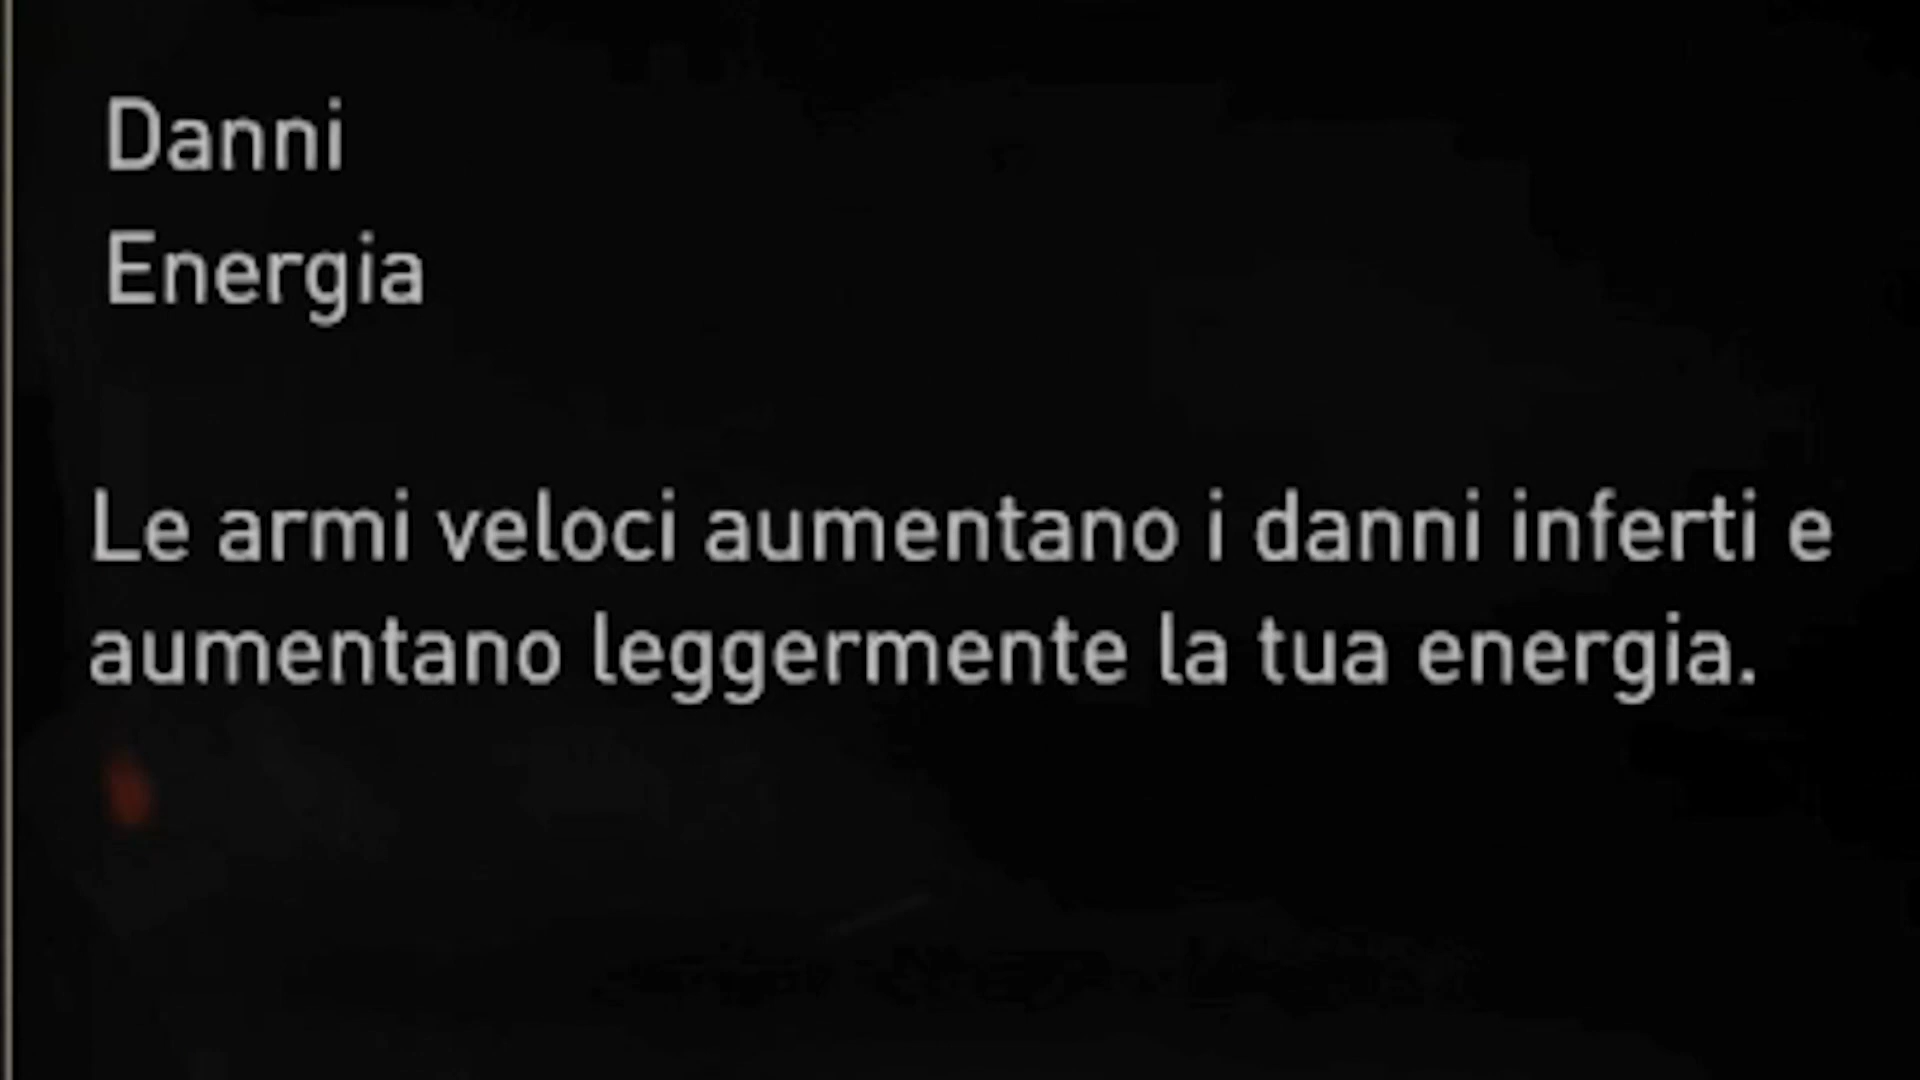 Danni
Energia
Le armi veloci aumentano i danni inferti e
aumentano leggermente la tua energia.